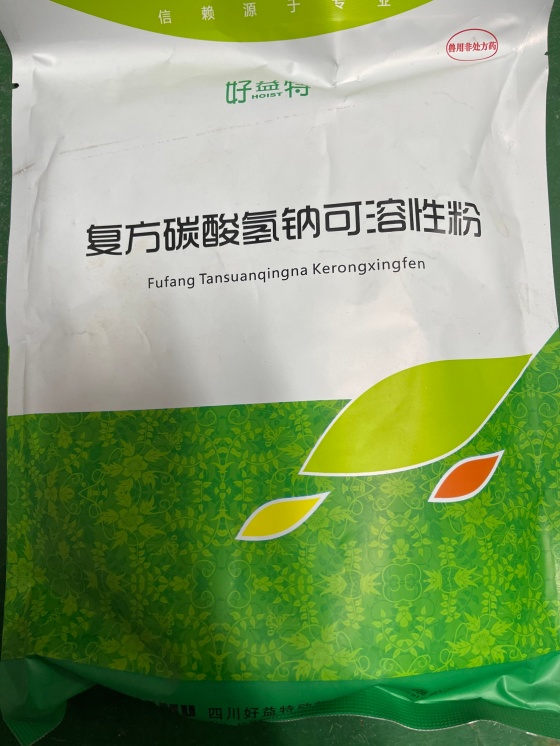 信赖源于专业
兽用非处方药
好益特
HOIST
复方碳酸氢钠可溶性粉
Fufang Tansuanqingna Kerongxingfen
四川好益特